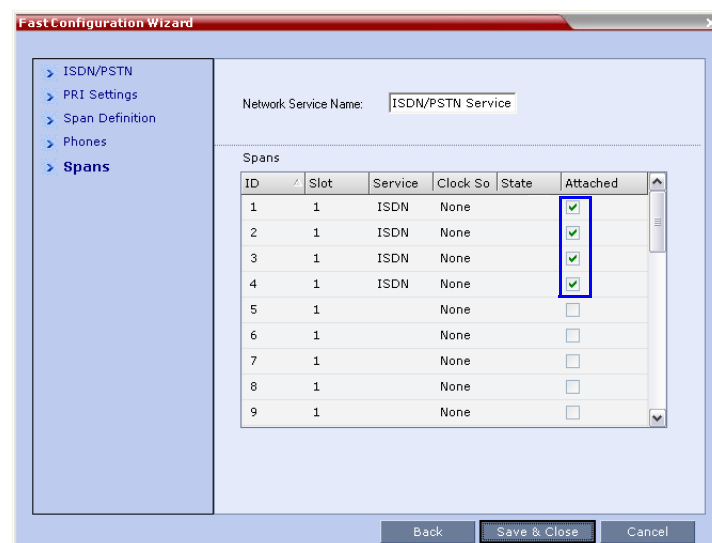 Fast Configuration Wizard
ISDN/PSTN
PRI Settings
Span Definition
Phones
Spans
Network Service Name: ISDN/PSTN Service
Spans
ID Slot Service Clock So State Attached
1 1 ISDN None
2 1 ISDN None
3 1 ISDN None
4 1 ISDN None
5 1 None
6 1 None
7 1 None
8 1 None
9 1 None
Back Save & Close Cancel